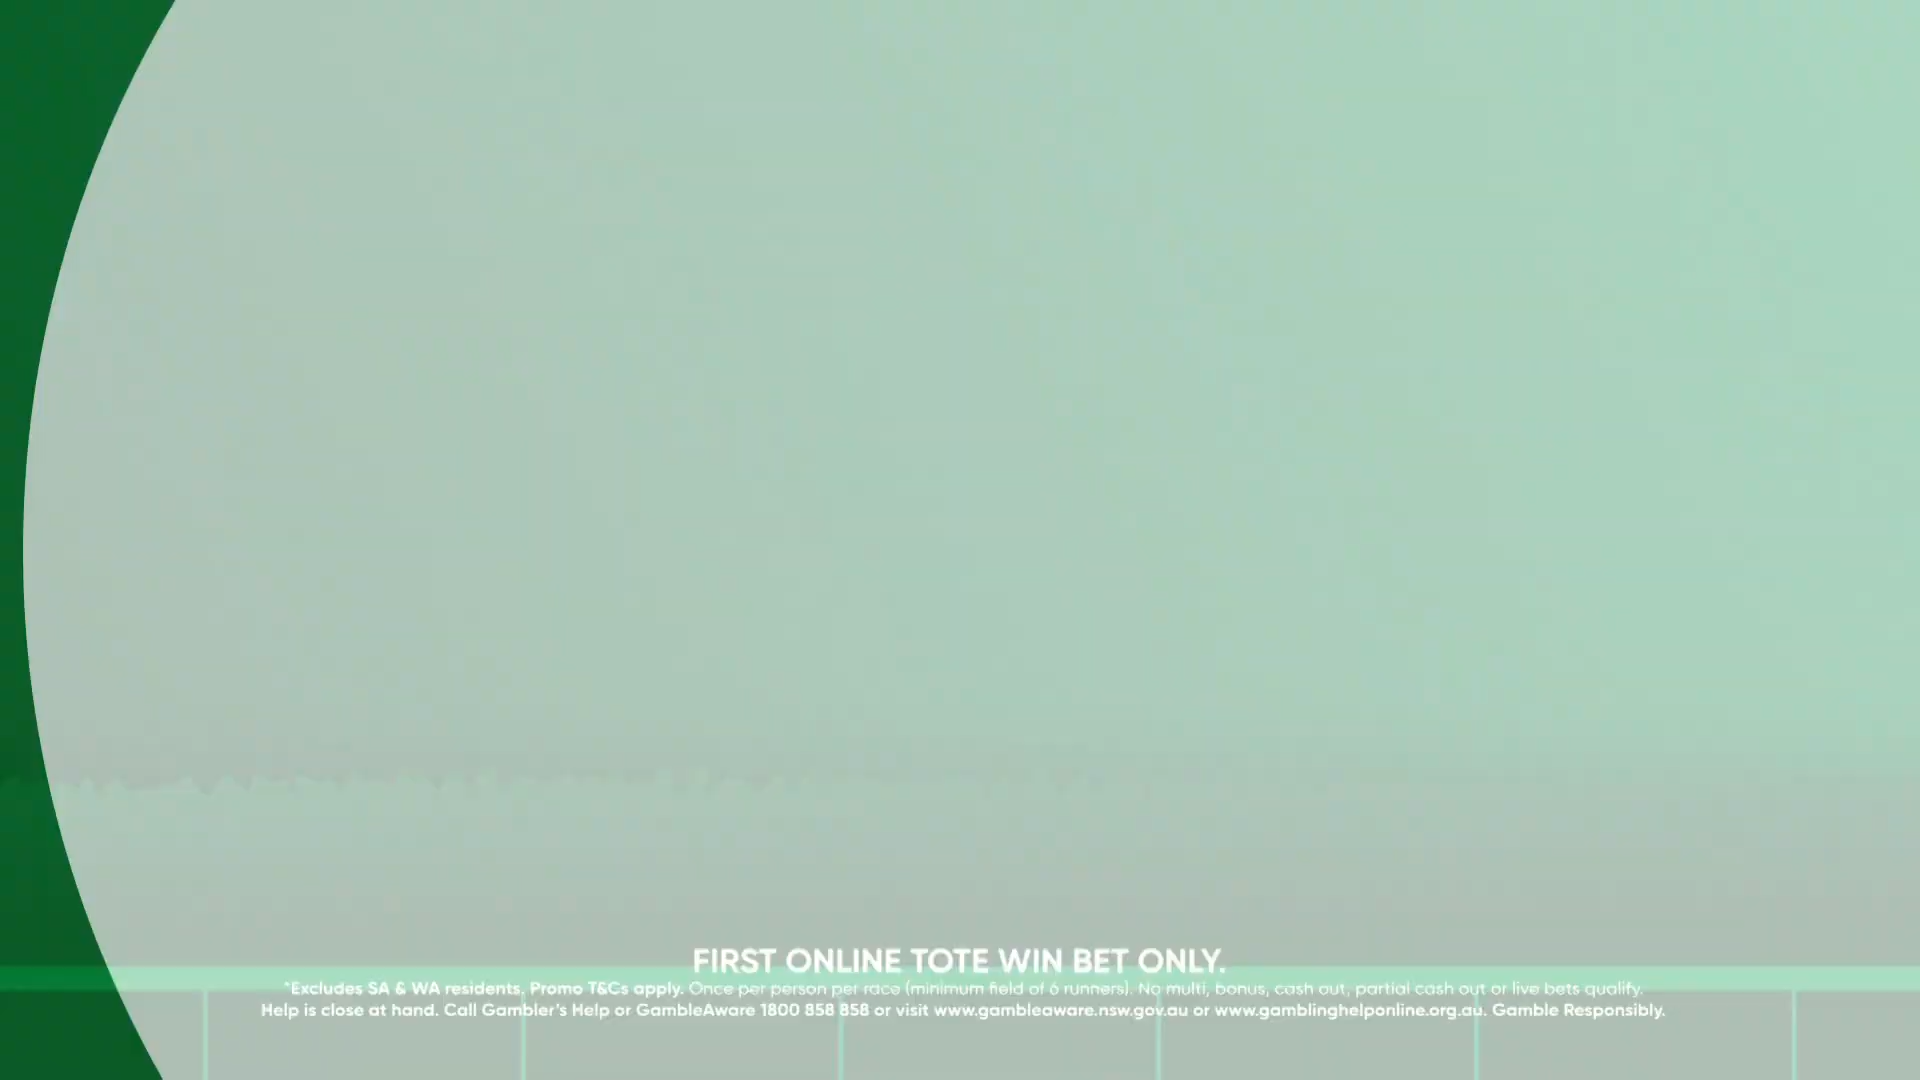 FIRST ONLINE TOTE WIN BET ONLY.
*Excludes SA & WA residents. Promo T&Cs apply. Once per person per race (minimum field of 6 runners). No multi, bonus, cash out, partial cash out or live bets qualify.
Help is close at hand. Call Gambler's Help or GambleAware 1800 858 858 or visit www.gambleaware.nsw.gov.au or www.gamblinghelponline.org.au. Gamble Responsibly.